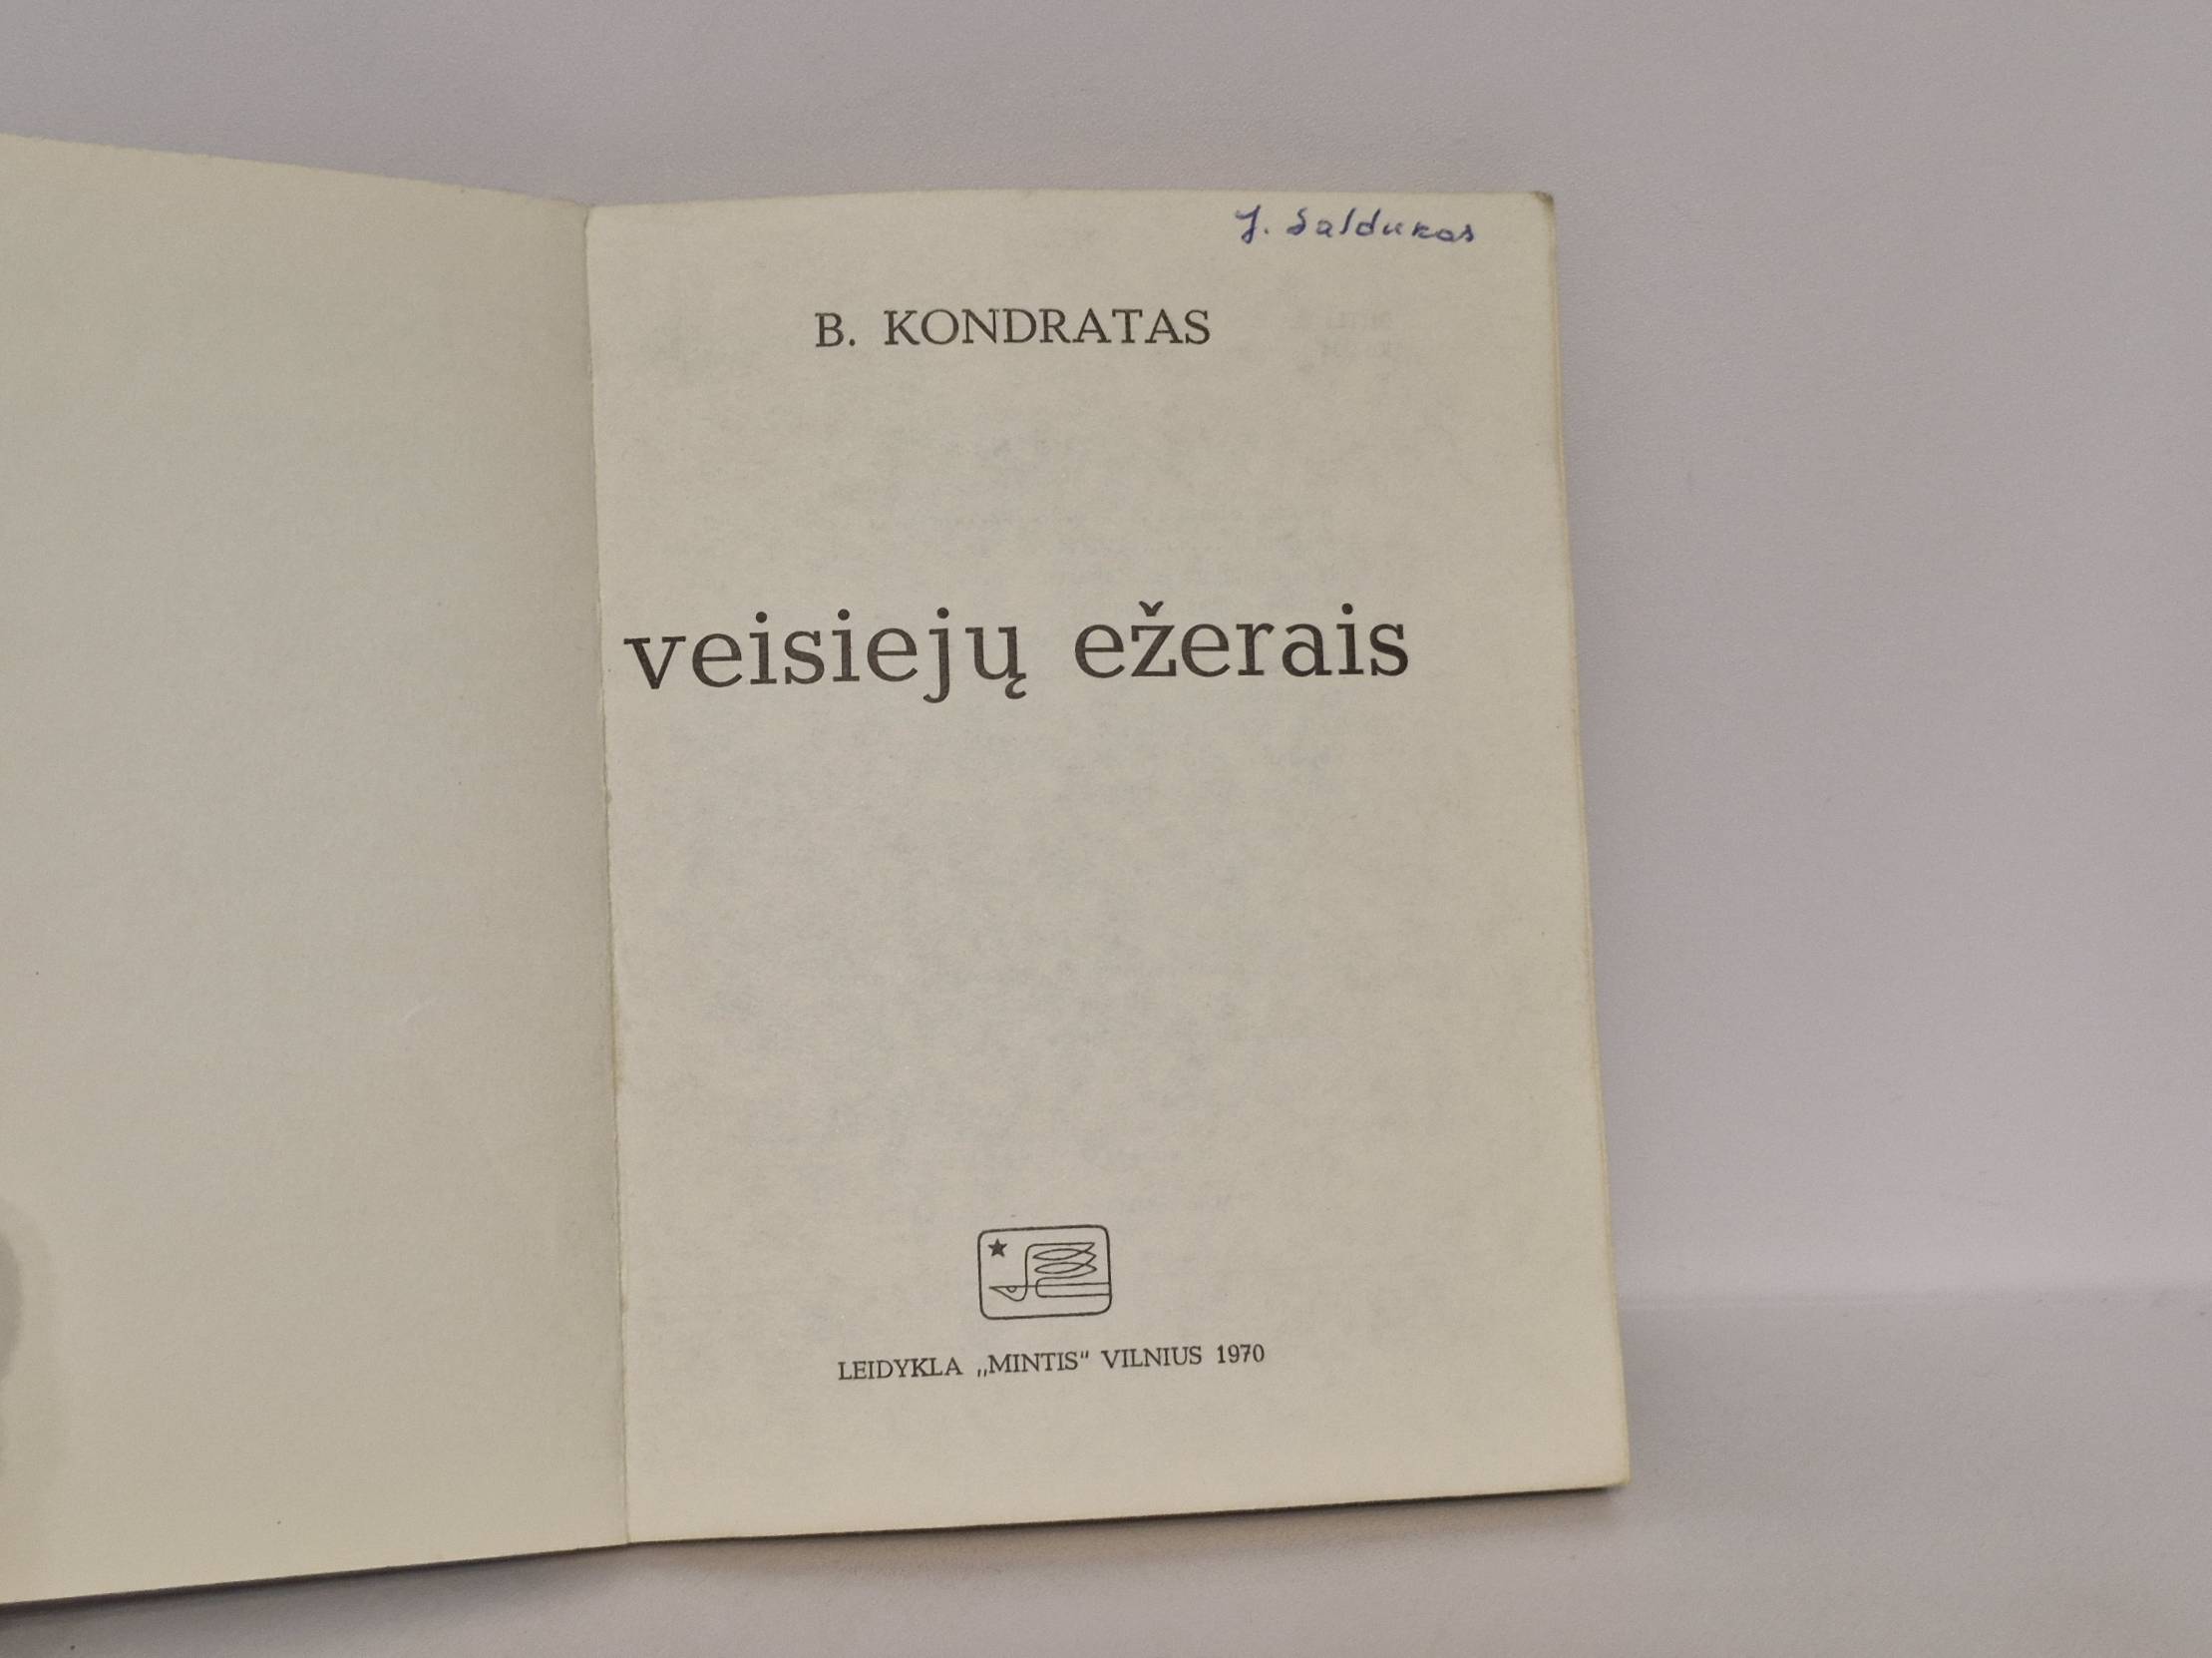 J. Saldukas
B. KONDRATAS
veisiejų ežerais
LEIDYKLA „MINTIS“ VILNIUS 1970